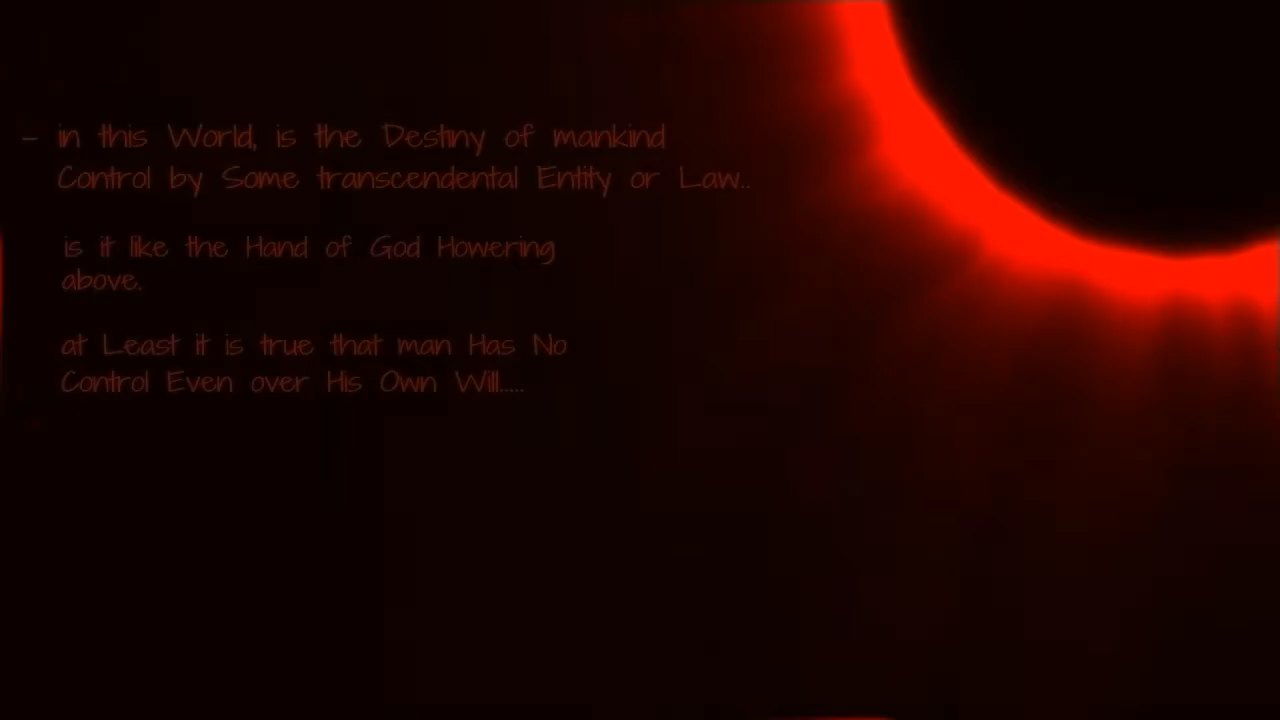 – in this World, is the Destiny of mankind
Control by Some transcendental Entity or Law..
is it like the Hand of God Howering
above.
at Least it is true that man Has No
Control Even over His Own Will.....